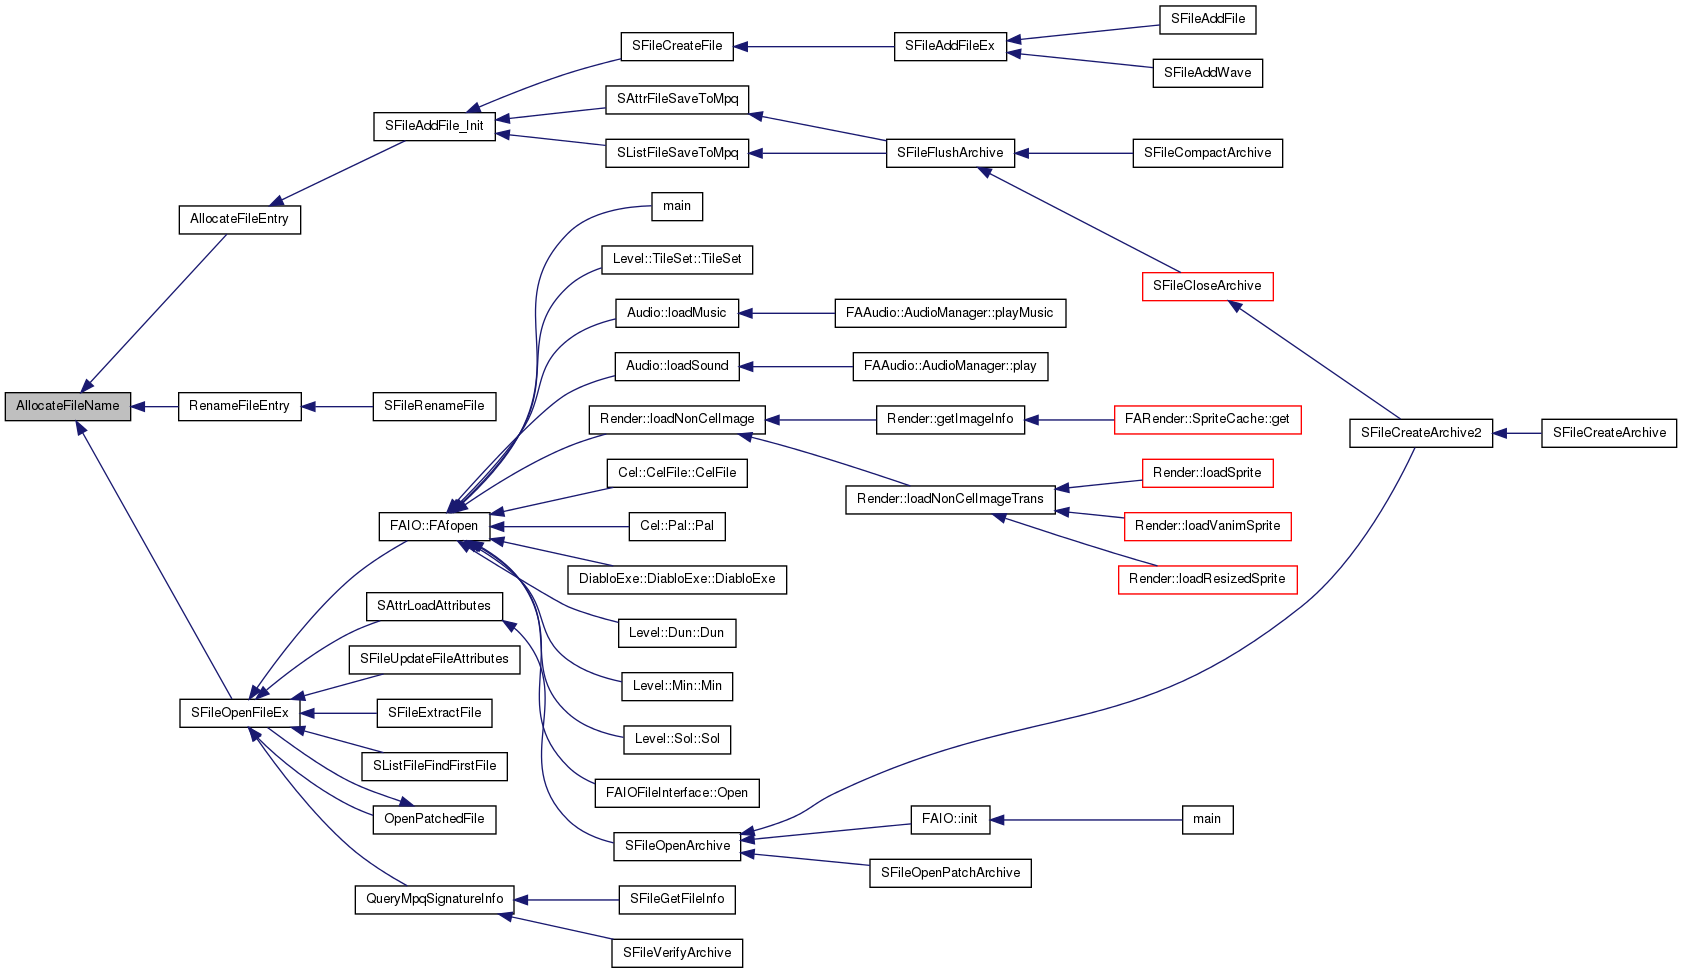 SFileAddFile
SFileCreateFile
SFileAddFileEx
SFileAddWave
SAttrFileSaveToMpq
SFileAddFile_Init
SListFileSaveToMpq
SFileFlushArchive
SFileCompactArchive
main
AllocateFileEntry
Level::TileSet::TileSet
SFileCloseArchive
Audio::loadMusic
FAAudio::AudioManager::playMusic
Audio::loadSound
FAAudio::AudioManager::play
AllocateFileName
RenameFileEntry
SFileRenameFile
Render::loadNonCelImage
Render::getImageInfo
FARender::SpriteCache::get
SFileCreateArchive2
SFileCreateArchive
Cel::CelFile::CelFile
Render::loadSprite
Render::loadNonCelImageTrans
FAIO::FAfopen
Cel::Pal::Pal
Render::loadVanimSprite
DiabloExe::DiabloExe::DiabloExe
Render::loadResizedSprite
SAttrLoadAttributes
Level::Dun::Dun
SFileUpdateFileAttributes
Level::Min::Min
SFileOpenFileEx
SFileExtractFile
Level::Sol::Sol
SListFileFindFirstFile
FAIOFileInterface::Open
OpenPatchedFile
FAIO::init
main
SFileOpenArchive
SFileOpenPatchArchive
QueryMpqSignatureInfo
SFileGetFileInfo
SFileVerifyArchive